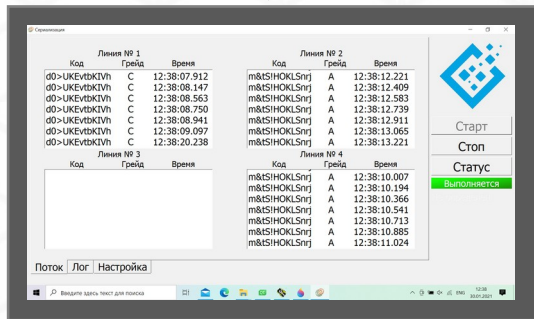 Сериализация
Линия № 1
Код Грейд Время
d0>UKEvtbKIVh C 12:38:07.912
d0>UKEvtbKIVh C 12:38:08.147
d0>UKEvtbKIVh C 12:38:08.563
d0>UKEvtbKIVh C 12:38:08.750
d0>UKEvtbKIVh C 12:38:08.941
d0>UKEvtbKIVh C 12:38:09.097
d0>UKEvtbKIVh C 12:38:20.238
Линия № 2
Код Грейд Время
m&tS!HOKLSnrj A 12:38:12.221
m&tS!HOKLSnrj A 12:38:12.409
m&tS!HOKLSnrj A 12:38:12.583
m&tS!HOKLSnrj A 12:38:12.739
m&tS!HOKLSnrj A 12:38:12.911
m&tS!HOKLSnrj A 12:38:13.065
m&tS!HOKLSnrj A 12:38:13.221
Линия № 3
Код Грейд Время
Линия № 4
Код Грейд Время
m&tS!HOKLSnrj A 12:38:10.007
m&tS!HOKLSnrj A 12:38:10.194
m&tS!HOKLSnrj A 12:38:10.366
m&tS!HOKLSnrj A 12:38:10.541
m&tS!HOKLSnrj A 12:38:10.713
m&tS!HOKLSnrj A 12:38:10.885
m&tS!HOKLSnrj A 12:38:11.024
Старт
Стоп
Статус
Выполняется
Поток Лог Настройка
Введите здесь текст для поиска
ENG
12:38
30.01.2021